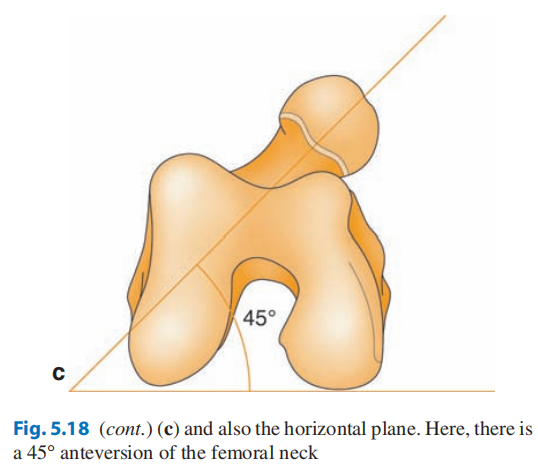 45°
c
Fig. 5.18 (cont.) (c) and also the horizontal plane. Here, there is
a 45° anteversion of the femoral neck